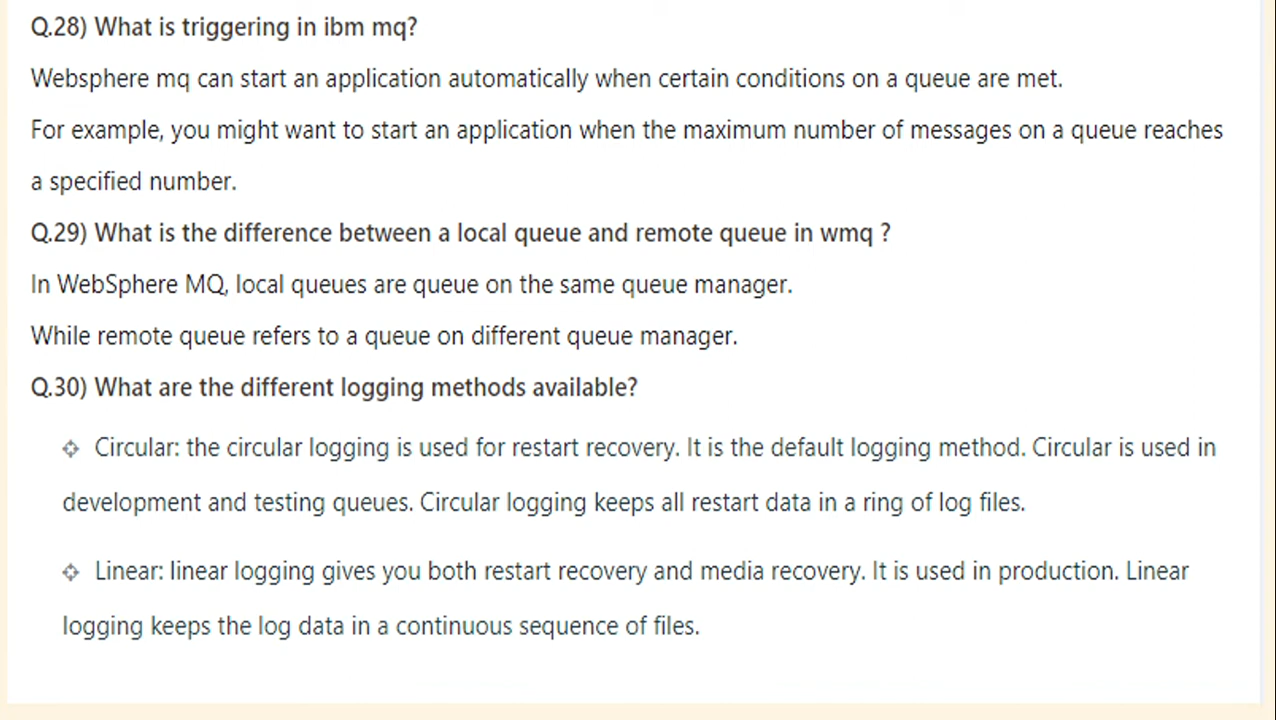 Q.28) What is triggering in ibm mq?
Websphere mq can start an application automatically when certain conditions on a queue are met.
For example, you might want to start an application when the maximum number of messages on a queue reaches
a specified number.
Q.29) What is the difference between a local queue and remote queue in wmq ?
In WebSphere MQ, local queues are queue on the same queue manager.
While remote queue refers to a queue on different queue manager.
Q.30) What are the different logging methods available?
Circular: the circular logging is used for restart recovery. It is the default logging method. Circular is used in
development and testing queues. Circular logging keeps all restart data in a ring of log files.
Linear: linear logging gives you both restart recovery and media recovery. It is used in production. Linear
logging keeps the log data in a continuous sequence of files.